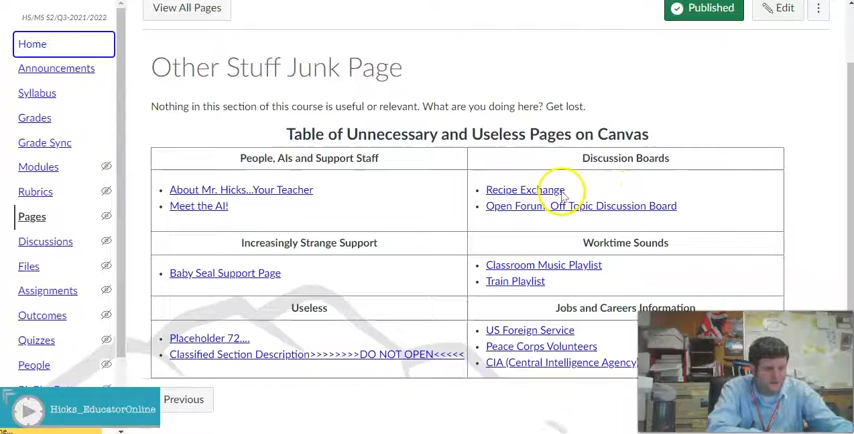 HS/MS S2/Q3-2021/2022
View All Pages
Published
Edit
Home
Announcements
Syllabus
Grades
Grade Sync
Modules
Rubrics
Pages
Discussions
Files
Assignments
Outcomes
Quizzes
People
Other Stuff Junk Page
Nothing in this section of this course is useful or relevant. What are you doing here? Get lost.
Table of Unnecessary and Useless Pages on Canvas
People, AIs and Support Staff
Discussion Boards
About Mr. Hicks...Your Teacher
Meet the AI!
Recipe Exchange
Open Forum, Off Topic Discussion Board
Increasingly Strange Support
Worktime Sounds
Baby Seal Support Page
Classroom Music Playlist
Train Playlist
Useless
Jobs and Careers Information
Placeholder 72....
Classified Section Description>>>>>>>>DO NOT OPEN<<<<<
US Foreign Service
Peace Corps Volunteers
CIA (Central Intelligence Agency)
Hicks_EducatorOnline
Previous